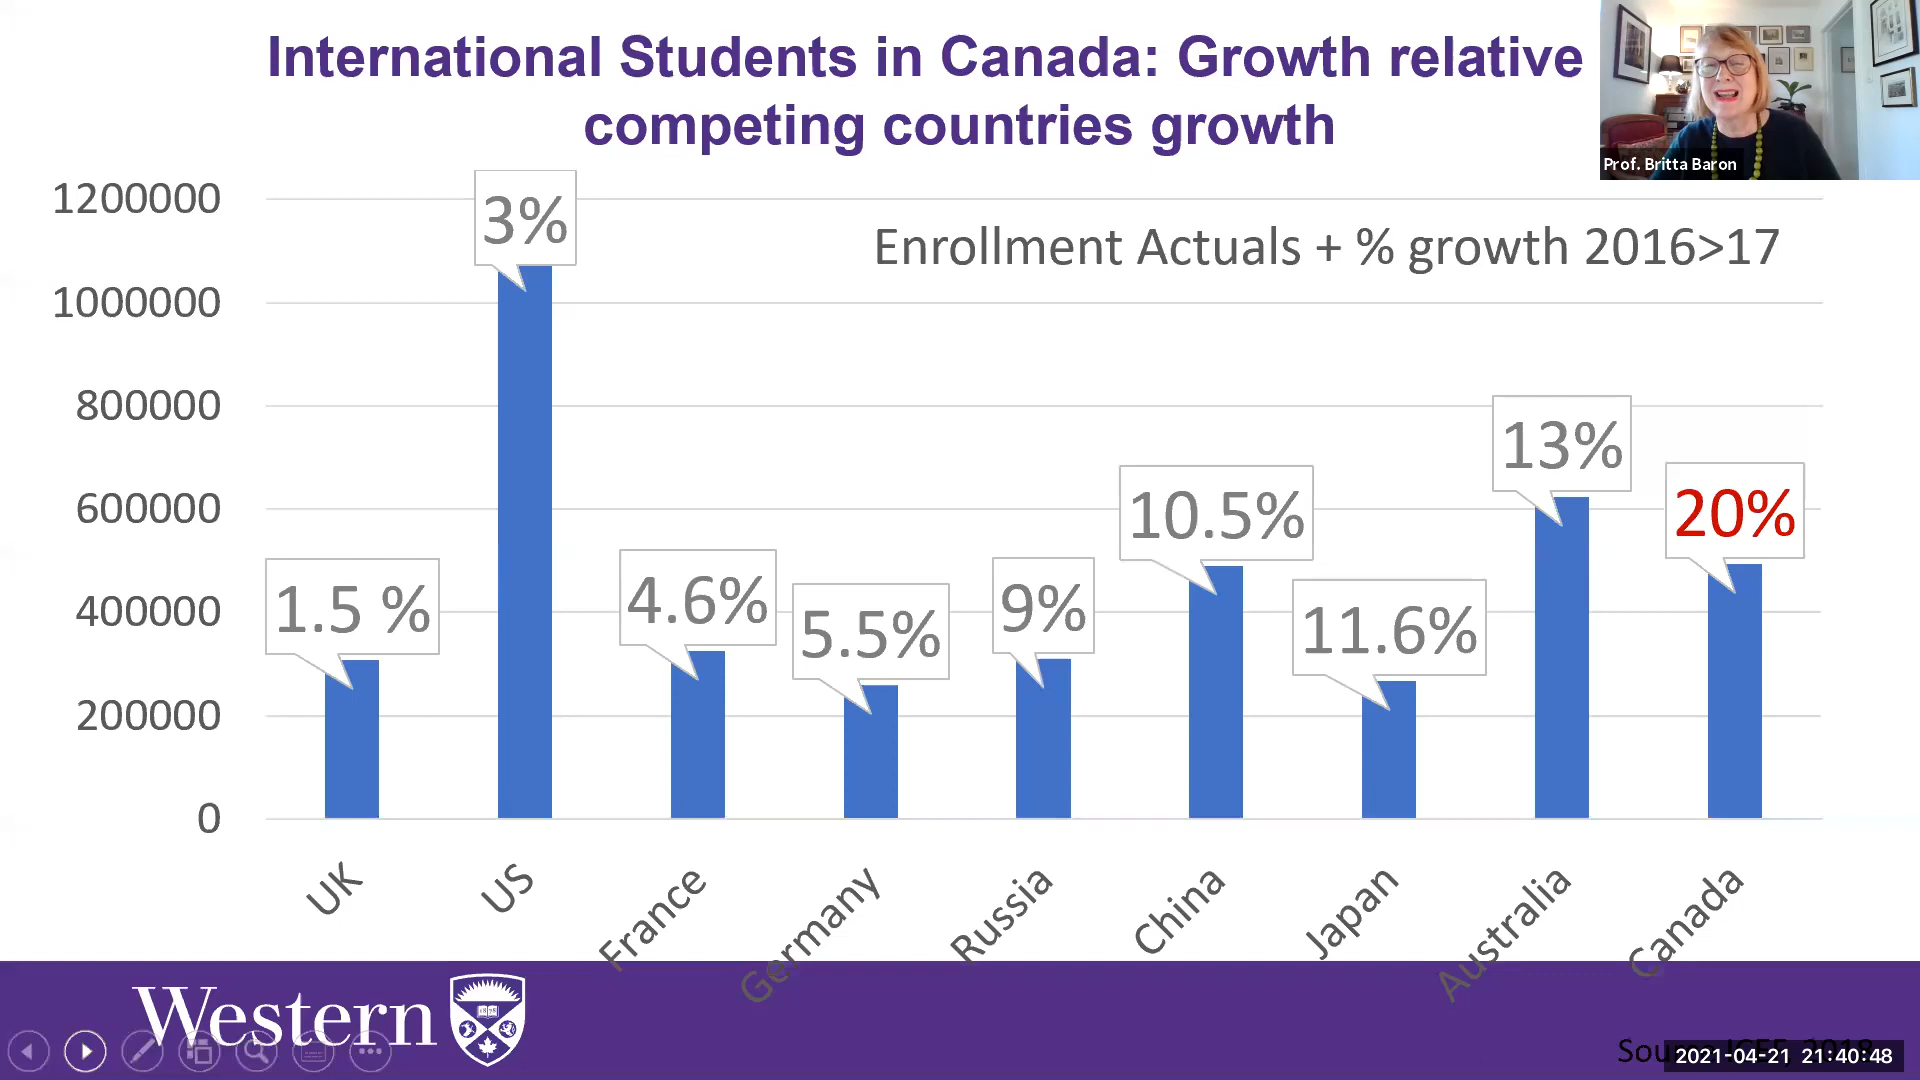 International Students in Canada: Growth relative
competing countries growth
Prof. Britta Baron
Enrollment Actuals + % growth 2016>17
1200000
1000000
800000
600000
400000
200000
0
1.5 %
3%
4.6%
5.5%
9%
10.5%
11.6%
13%
20%
UK
US
France
Germany
Russia
China
Japan
Australia
Canada
Western
2021-04-21 21:40:48